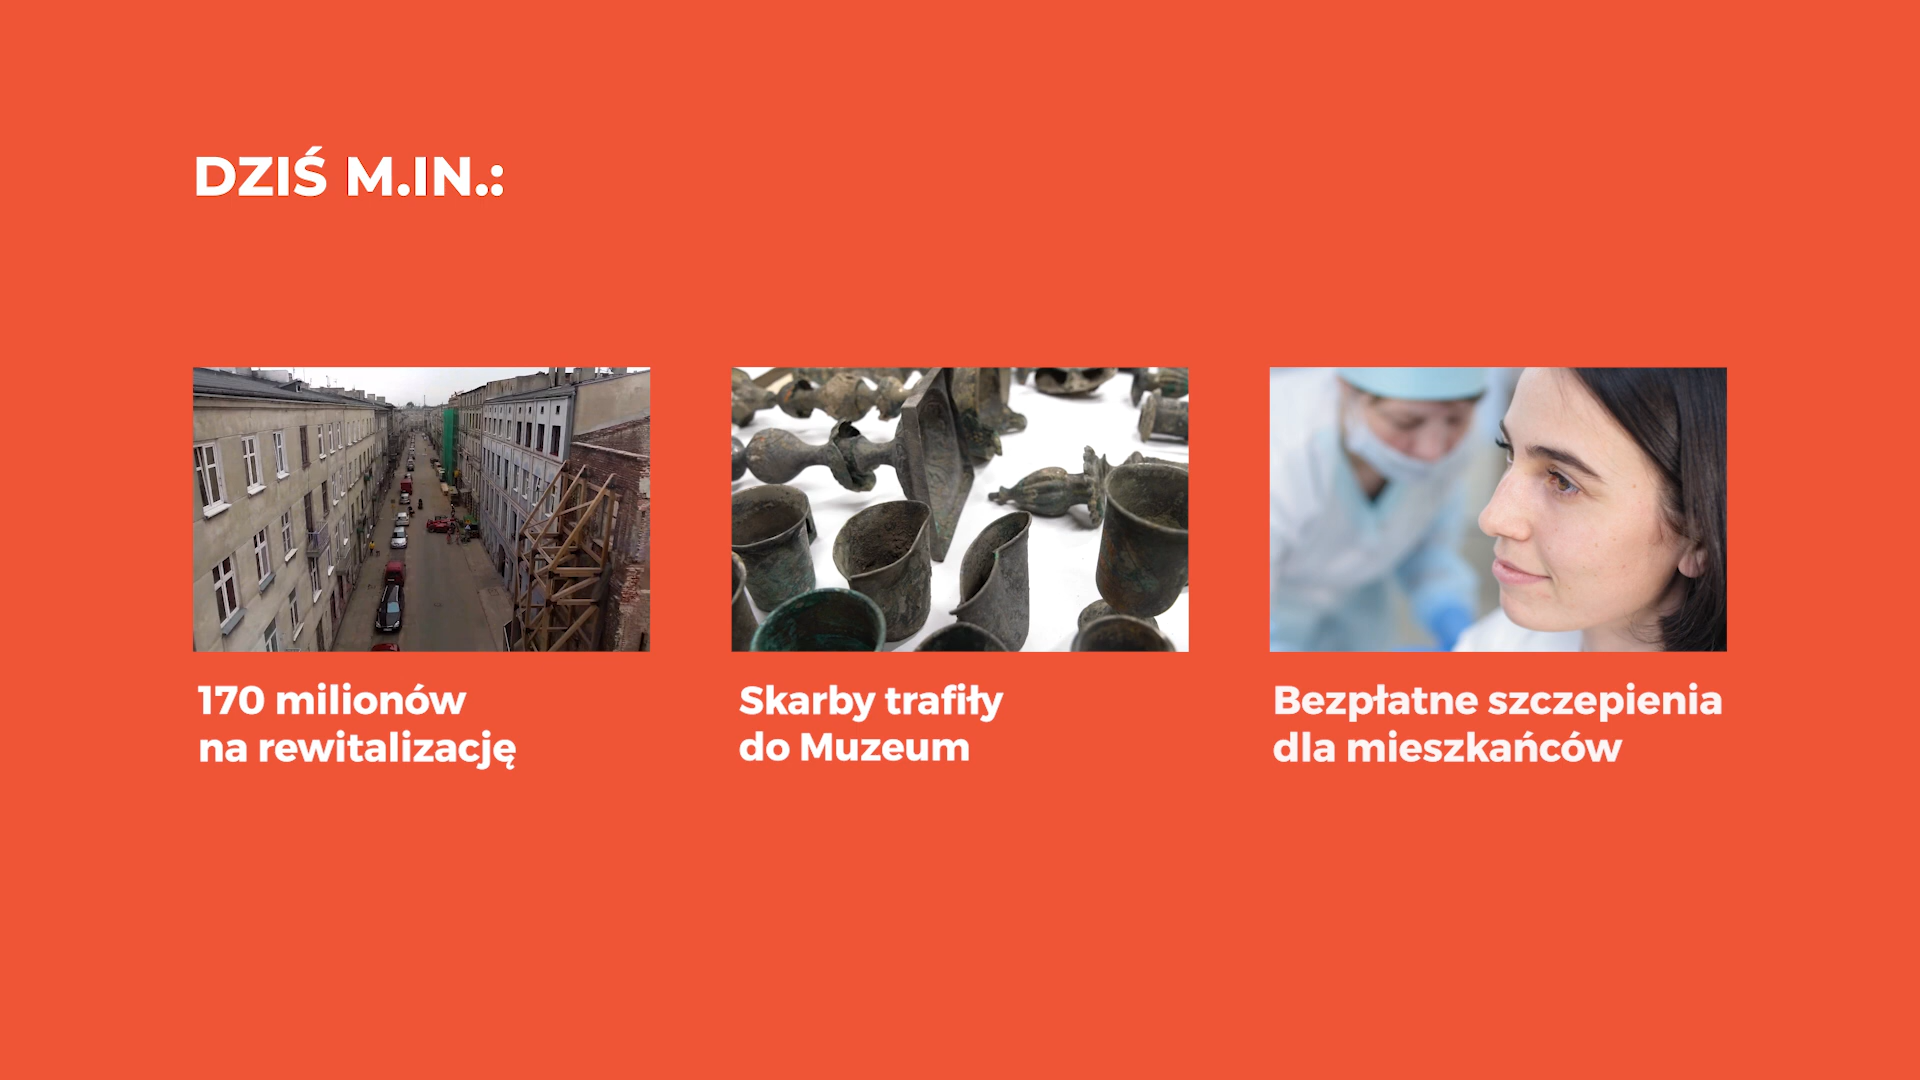 DZIŚ M.IN.:
170 milionów
na rewitalizację
Skarby trafiły
do Muzeum
Bezpłatne szczepienia
dla mieszkańców